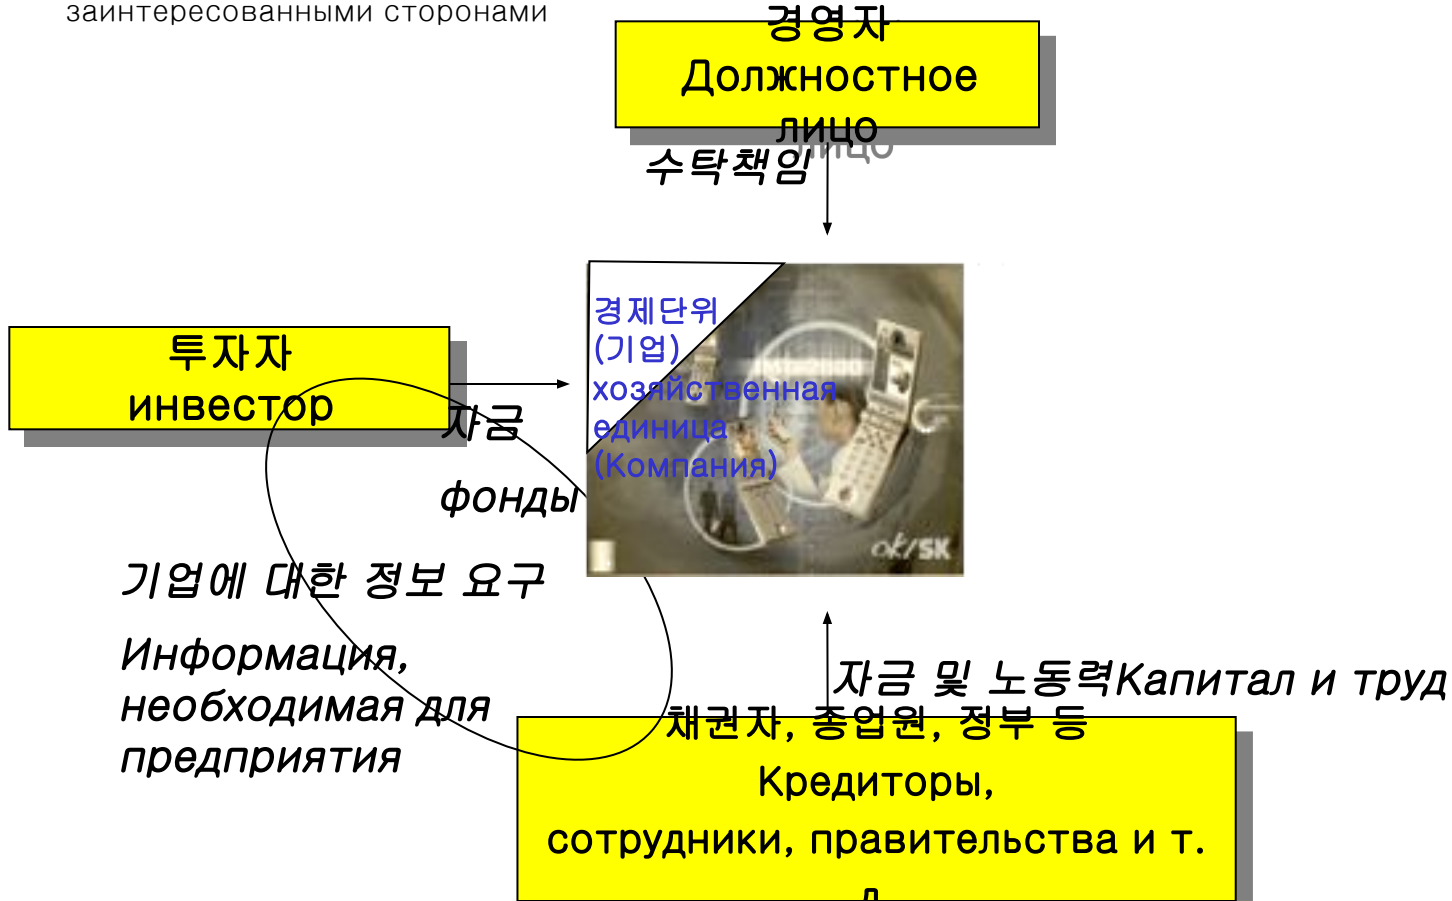 заинтересованными сторонами
경영자
Должностное
лицо
수탁책임
투자자
инвестор
자금
фонды
경제단위
(기업)
хозяйственная
единица
(Компания)
ok/SK
기업에 대한 정보 요구
Информация,
необходимая для
предприятия
자금 및 노동력Капитал и труд
채권자, 종업원, 정부 등
Кредиторы,
сотрудники, правительства и т.